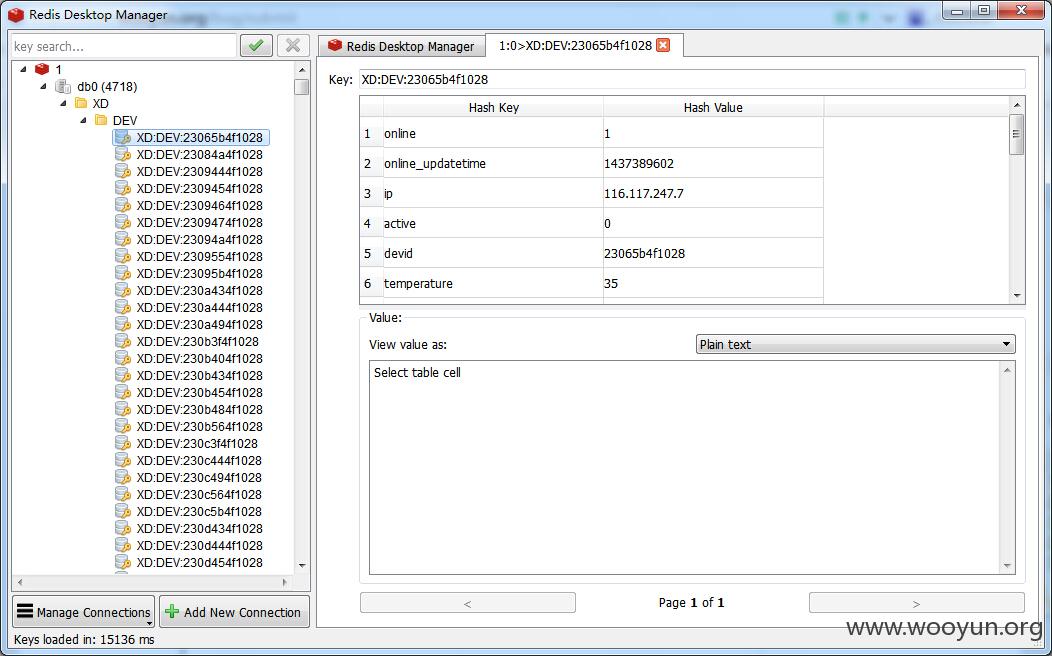 Redis Desktop Manager
key search...
1
db0 (4718)
XD
DEV
XD:DEV:23065b4f1028
XD:DEV:23084a4f1028
XD:DEV:2309444f1028
XD:DEV:2309454f1028
XD:DEV:2309464f1028
XD:DEV:2309474f1028
XD:DEV:23094a4f1028
XD:DEV:2309554f1028
XD:DEV:23095b4f1028
XD:DEV:230a434f1028
XD:DEV:230a444f1028
XD:DEV:230a494f1028
XD:DEV:230b3f4f1028
XD:DEV:230b404f1028
XD:DEV:230b434f1028
XD:DEV:230b454f1028
XD:DEV:230b484f1028
XD:DEV:230b564f1028
XD:DEV:230c3f4f1028
XD:DEV:230c444f1028
XD:DEV:230c494f1028
XD:DEV:230c564f1028
XD:DEV:230c5b4f1028
XD:DEV:230d434f1028
XD:DEV:230d444f1028
XD:DEV:230d454f1028
Manage Connections
Add New Connection
Keys loaded in: 15136 ms
Redis Desktop Manager
1:0>XD:DEV:23065b4f1028
Key: XD:DEV:23065b4f1028
Hash Key Hash Value
1 online 1
2 online_updatetime 1437389602
3 ip 116.117.247.7
4 active 0
5 devid 23065b4f1028
6 temperature 35
Value:
View value as: Plain text
Select table cell
< Page 1 of 1 >
www.wooyun.org